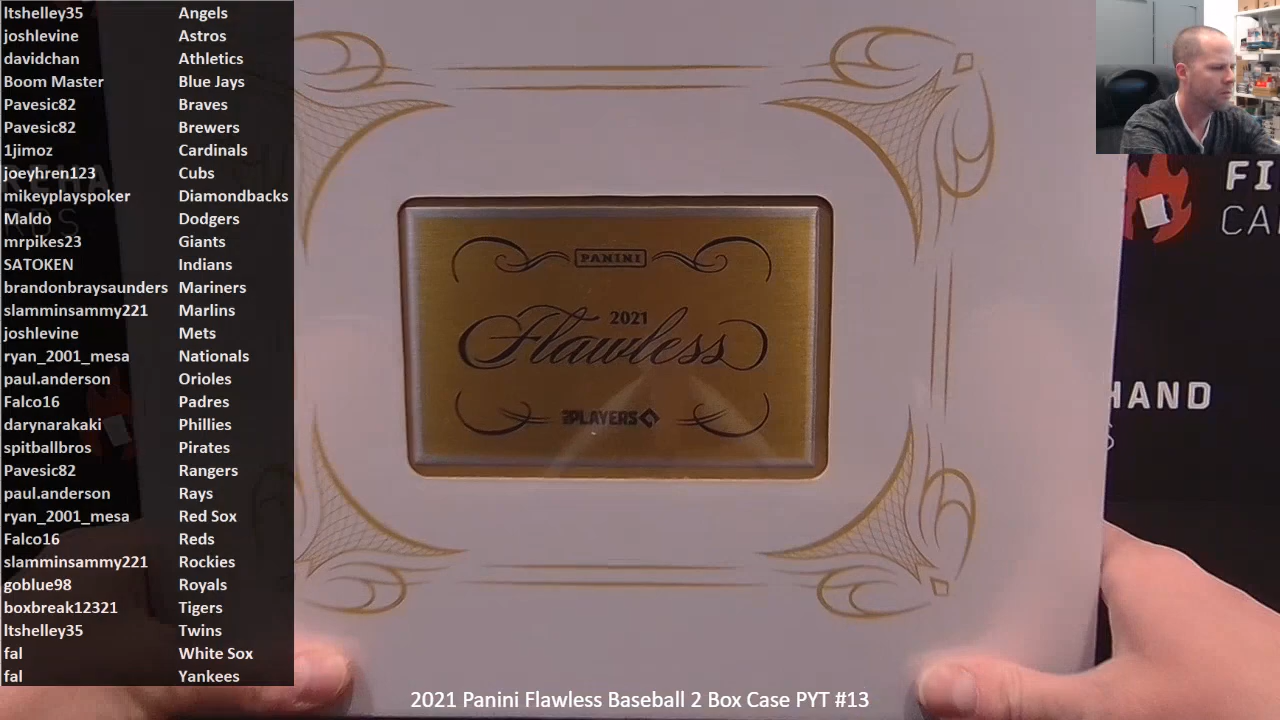 ltshelley35 Angels
joshlevine Astros
davidchan Athletics
Boom Master Blue Jays
Pavesic82 Braves
Pavesic82 Brewers
1jimoz Cardinals
joeyhren123 Cubs
mikeyplayspoker Diamondbacks
Maldo Dodgers
mrpikes23 Giants
SATOKEN Indians
brandonbraysaunders Mariners
slamminsammy221 Marlins
joshlevine Mets
ryan_2001_mesa Nationals
paul.anderson Orioles
Falco16 Padres
darynarakaki Phillies
spitballbros Pirates
Pavesic82 Rangers
paul.anderson Rays
ryan_2001_mesa Red Sox
Falco16 Reds
slamminsammy221 Rockies
goblue98 Royals
boxbreak12321 Tigers
ltshelley35 Twins
fal White Sox
fal Yankees
PANINI
2021
Flawless
PLAYERS
FI
CA
HAND
2021 Panini Flawless Baseball 2 Box Case PYT #13